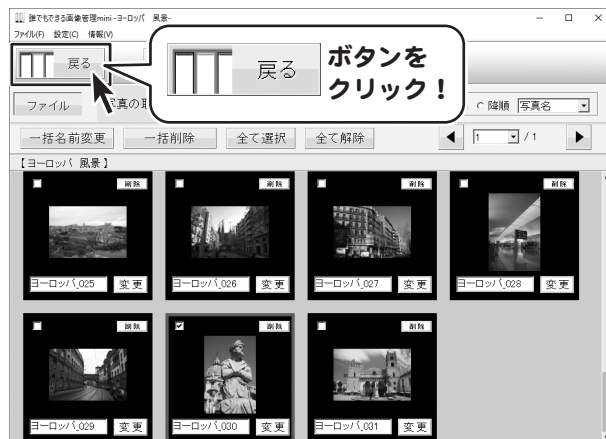 誰でもできる画像管理mini -ヨーロッパ 風景-
ファイル(F) 設定(C) 情報(V)
戻る
戻る
ボタンを
クリック！
ファイル
写真の
降順
写真名
一括名前変更
一括削除
全て選択
全て解除
1
/ 1
【ヨーロッパ 風景】
削除
削除
削除
削除
ヨーロッパ_025 変更
ヨーロッパ_026 変更
ヨーロッパ_027 変更
ヨーロッパ_028 変更
削除
削除
削除
ヨーロッパ_029 変更
ヨーロッパ_030 変更
ヨーロッパ_031 変更